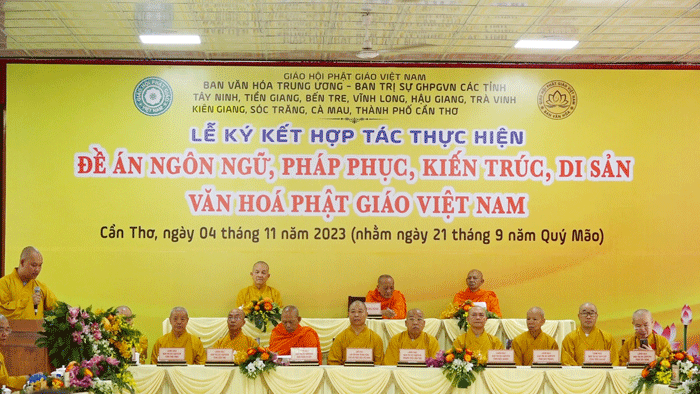 GIÁO HỘI PHẬT GIÁO VIỆT NAM
BAN VĂN HÓA TRUNG ƯƠNG - BAN TRỊ SỰ GHPGVN CÁC TỈNH
TÂY NINH, TIỀN GIANG, BẾN TRE, VĨNH LONG, HẬU GIANG, TRÀ VINH
KIÊN GIANG, SÓC TRĂNG, CÀ MAU, THÀNH PHỐ CẦN THƠ
LỄ KÝ KẾT HỢP TÁC THỰC HIỆN
ĐỀ ÁN NGÔN NGỮ, PHÁP PHỤC, KIẾN TRÚC, DI SẢN
VĂN HOÁ PHẬT GIÁO VIỆT NAM
Cần Thơ, ngày 04 tháng 11 năm 2023 (nhằm ngày 21 tháng 9 năm Quý Mão)